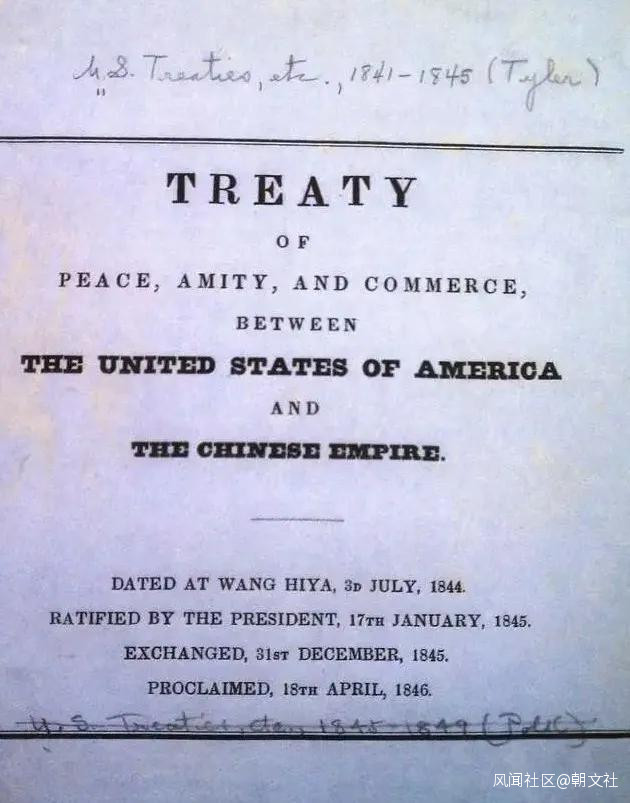 U.S. Treaties, etc., 1841-1845 (Tyler)
TREATY
OF
PEACE, AMITY, AND COMMERCE,
BETWEEN
THE UNITED STATES OF AMERICA
AND
THE CHINESE EMPIRE.
DATED AT WANG HIYA, 3D JULY, 1844.
RATIFIED BY THE PRESIDENT, 17TH JANUARY, 1845.
EXCHANGED, 31ST DECEMBER, 1845.
PROCLAIMED, 18TH APRIL, 1846.
U. S. Treaties, etc., 1845-1849 (Polk)
风闻社区@朝文社